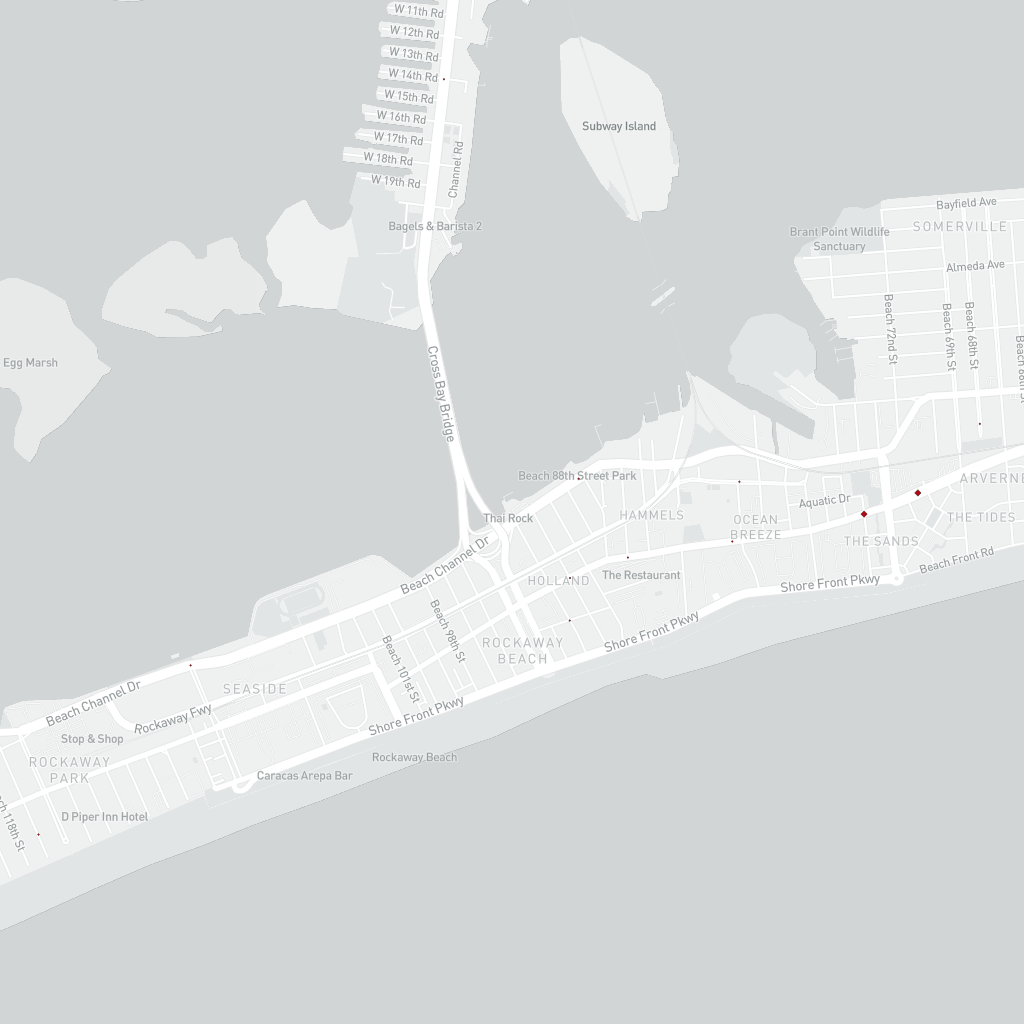 W 11th Rd
W 12th Rd
W 13th Rd
W 14th Rd
W 15th Rd
W 16th Rd
W 17th Rd
W 18th Rd
W 19th Rd
Channel Rd
Subway Island
Bagels & Barista 2
Bayfield Ave
SOMERVILLE
Brant Point Wildlife
Sanctuary
Almeda Ave
Beach 72nd St
Beach 69th St
Beach 68th St
Egg Marsh
Cross Bay Bridge
Beach 88th Street Park
ARVERNE
Aquatic Dr
HAMMELS
OCEAN
BREEZE
THE TIDES
Thai Rock
THE SANDS
Beach Front Rd
Beach Channel Dr
The Restaurant
HOLLAND
Shore Front Pkwy
Beach 98th St
Shore Front Pkwy
ROCKAWAY
BEACH
Beach 101st St
SEASIDE
Beach Channel Dr
Rockaway Fwy
Shore Front Pkwy
Stop & Shop
Rockaway Beach
ROCKAWAY
PARK
Caracas Arepa Bar
D Piper Inn Hotel
118th St